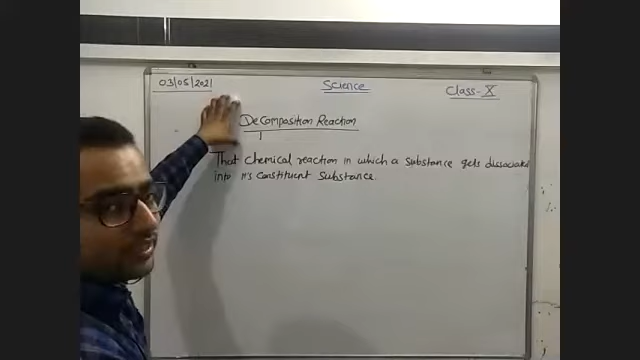 03/05/2021 Science Class-X
Decomposition Reaction
That chemical reaction in which a substance gets dissociated
into it's constituent substance.